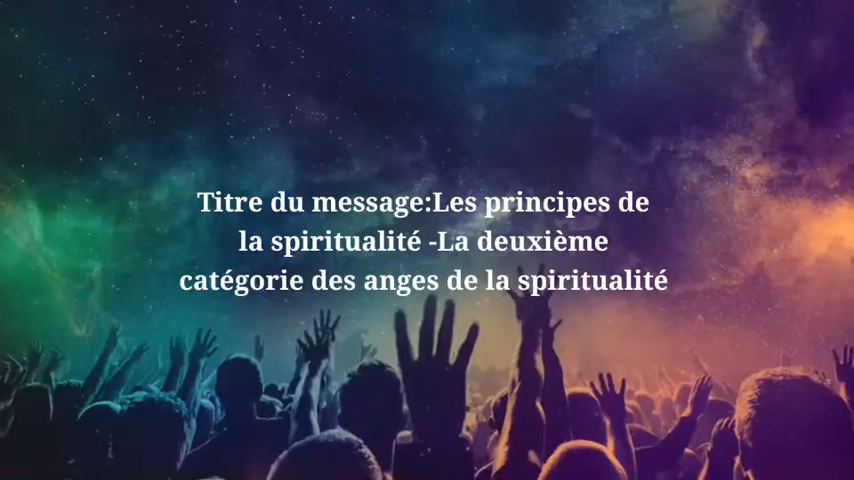 Titre du message:Les principes de
la spiritualité -La deuxième
catégorie des anges de la spiritualité